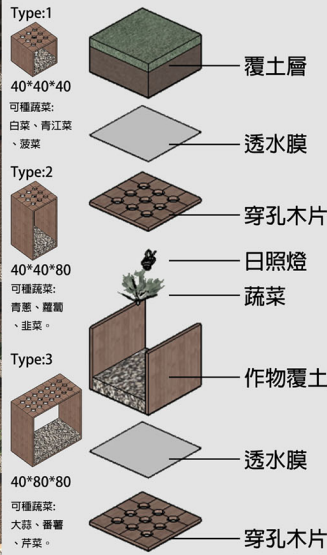 Type:1
40*40*40
可種蔬菜:
白菜、青江菜
、菠菜
Type:2
40*40*80
可種蔬菜:
青蔥、蘿蔔
、韭菜。
Type:3
40*80*80
可種蔬菜:
大蒜、番薯
、芹菜。
覆土層
透水膜
穿孔木片
日照燈
蔬菜
作物覆土
透水膜
穿孔木片